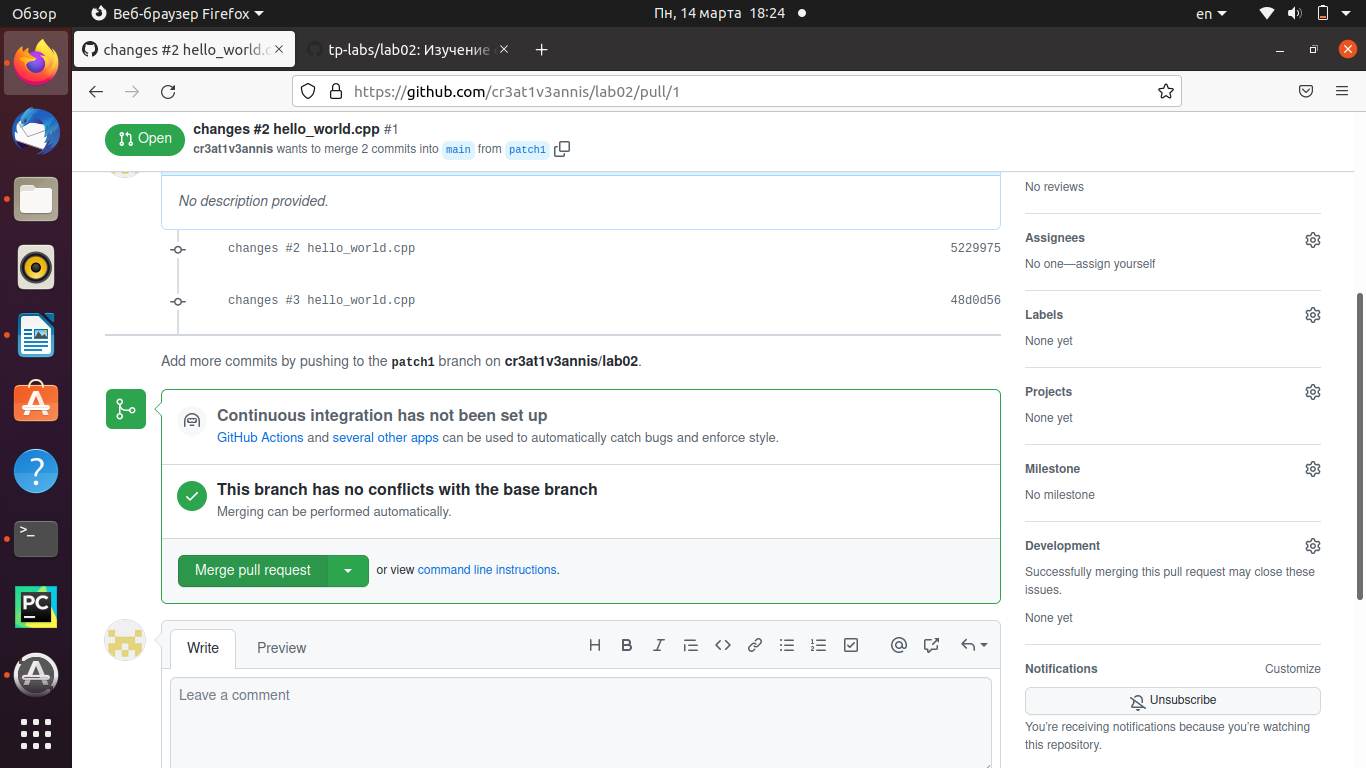 Обзор
Веб-браузер Firefox
Пн, 14 марта 18:24
en
changes #2 hello_world.c
tp-labs/lab02: Изучение
https://github.com/cr3at1v3annis/lab02/pull/1
Open
changes #2 hello_world.cpp #1
cr3at1v3annis wants to merge 2 commits into main from patch1
No description provided.
changes #2 hello_world.cpp 5229975
changes #3 hello_world.cpp 48d0d56
Add more commits by pushing to the patch1 branch on cr3at1v3annis/lab02.
Continuous integration has not been set up
GitHub Actions and several other apps can be used to automatically catch bugs and enforce style.
This branch has no conflicts with the base branch
Merging can be performed automatically.
Merge pull request
or view command line instructions.
Write
Preview
Leave a comment
No reviews
Assignees
No one—assign yourself
Labels
None yet
Projects
None yet
Milestone
No milestone
Development
Successfully merging this pull request may close these
issues.
None yet
Notifications
Customize
Unsubscribe
You're receiving notifications because you're watching
this repository.